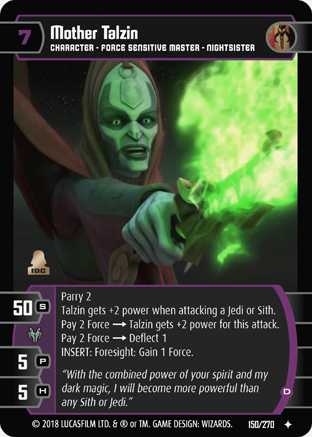 7
Mother Talzin
CHARACTER - FORCE SENSITIVE MASTER - NIGHTSISTER
IDC
50 S
5 P
5 H
Parry 2
Talzin gets +2 power when attacking a Jedi or Sith.
Pay 2 Force → Talzin gets +2 power for this attack.
Pay 2 Force → Deflect 1
INSERT: Foresight: Gain 1 Force.
“With the combined power of your spirit and my
dark magic, I will become more powerful than
any Sith or Jedi.”
D
© 2018 LUCASFILM LTD. & ® or TM. GAME DESIGN: WIZARDS.
150/270